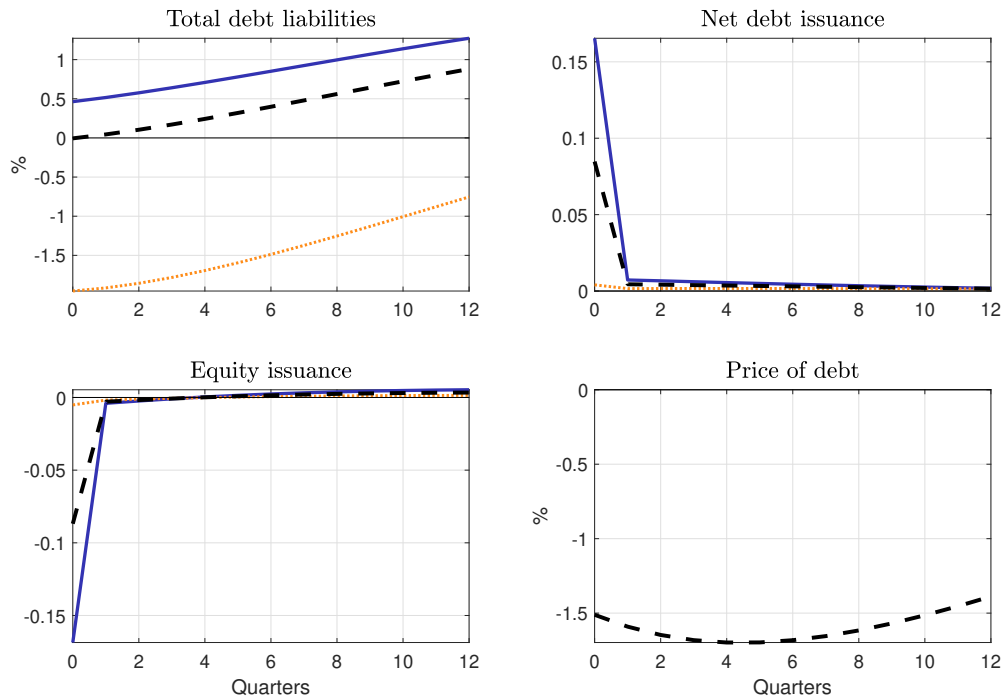 Total debt liabilities
1
0.5
0
-0.5
-1
-1.5
%
0 2 4 6 8 10 12
Net debt issuance
0.15
0.1
0.05
0
0 2 4 6 8 10 12
Equity issuance
0
-0.05
-0.1
-0.15
0 2 4 6 8 10 12
Quarters
Price of debt
0
-0.5
-1
-1.5
%
0 2 4 6 8 10 12
Quarters